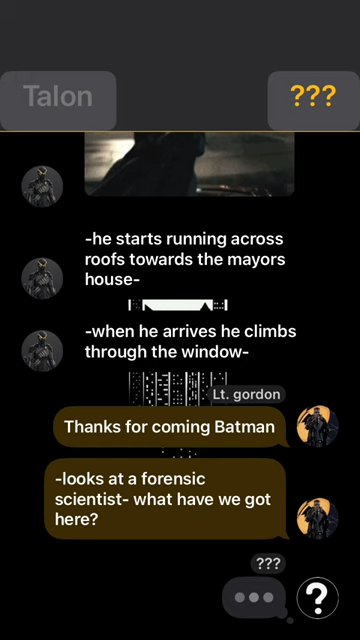 Talon
???
-he starts running across
roofs towards the mayors
house-
-when he arrives he climbs
through the window-
Lt. gordon
Thanks for coming Batman
-looks at a forensic
scientist- what have we got
here?
???
?